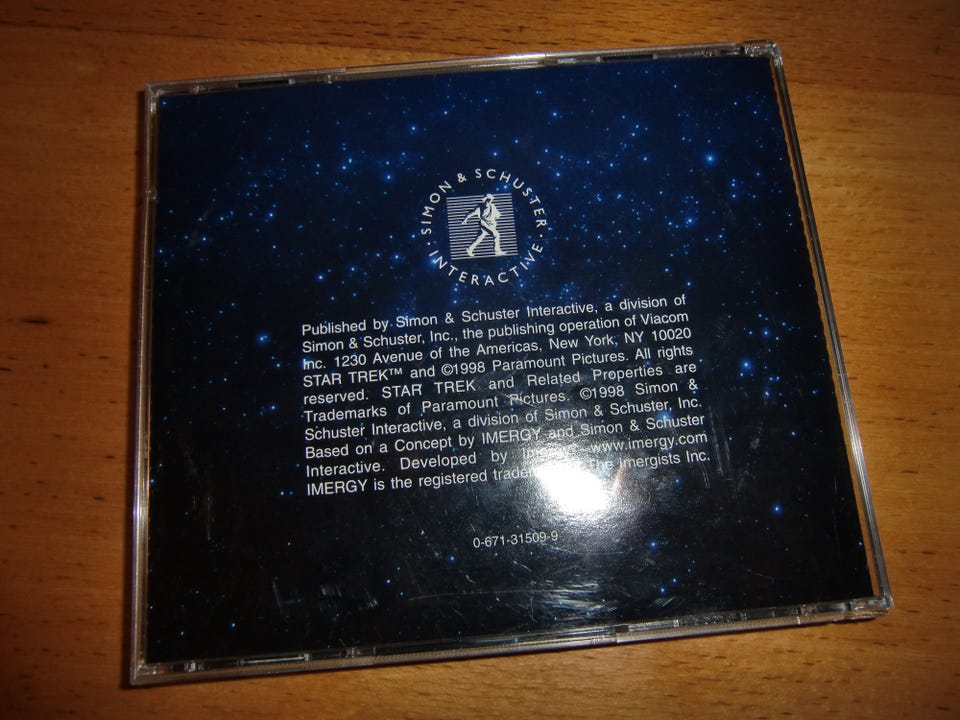 SIMON & SCHUSTER
INTERACTIVE
Published by Simon & Schuster Interactive, a division of
Simon & Schuster, Inc., the publishing operation of Viacom
Inc. 1230 Avenue of the Americas, New York, NY 10020
STAR TREK™ and ©1998 Paramount Pictures. All rights
reserved. STAR TREK and Related Properties are
Trademarks of Paramount Pictures. ©1998 Simon &
Schuster Interactive, a division of Simon & Schuster, Inc.
Based on a Concept by IMERGY and Simon & Schuster
Interactive. Developed by www.imergy.com
IMERGY is the registered The Imergists Inc.
0-671-31509-9